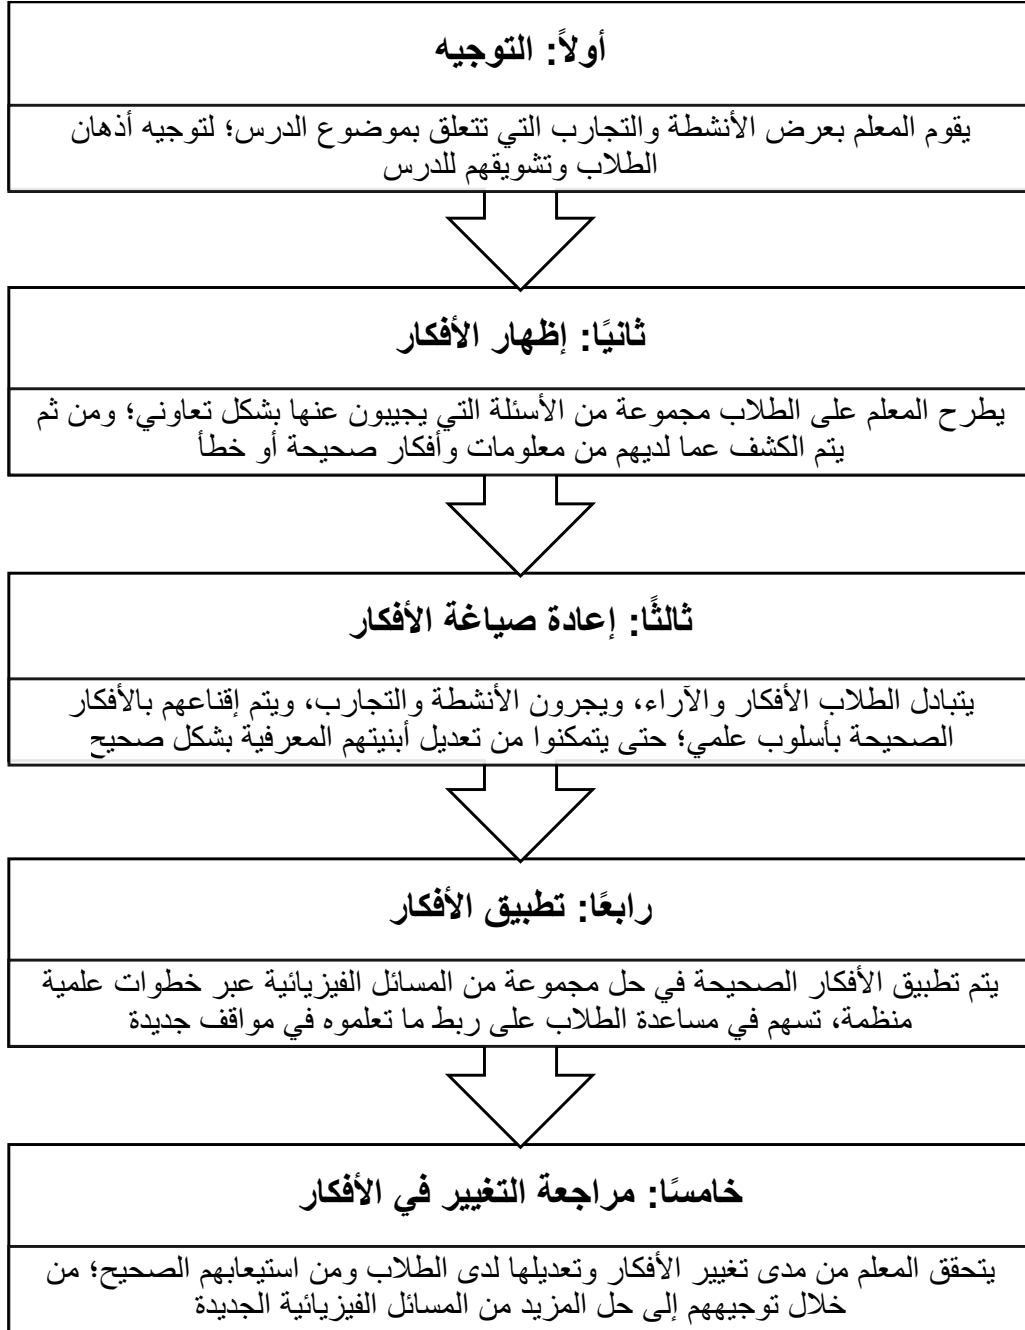 أولاً: التوجيه
يقوم المعلم بعرض الأنشطة والتجارب التي تتعلق بموضوع الدرس؛ لتوجيه أذهان
الطلاب وتشويقهم للدرس
ثانيًا: إظهار الأفكار
يطرح المعلم على الطلاب مجموعة من الأسئلة التي يجيبون عنها بشكل تعاوني؛ ومن ثم
يتم الكشف عما لديهم من معلومات وأفكار صحيحة أو خطأ
ثالثًا: إعادة صياغة الأفكار
يتبادل الطلاب الأفكار والآراء، ويجرون الأنشطة والتجارب، ويتم إقناعهم بالأفكار
الصحيحة بأسلوب علمي؛ حتى يتمكنوا من تعديل أبنيتهم المعرفية بشكل صحيح
رابعًا: تطبيق الأفكار
يتم تطبيق الأفكار الصحيحة في حل مجموعة من المسائل الفيزيائية عبر خطوات علمية
منظمة، تسهم في مساعدة الطلاب على ربط ما تعلموه في مواقف جديدة
خامسًا: مراجعة التغيير في الأفكار
يتحقق المعلم من مدى تغيير الأفكار وتعديلها لدى الطلاب ومن استيعابهم الصحيح؛ من
خلال توجيههم إلى حل المزيد من المسائل الفيزيائية الجديدة